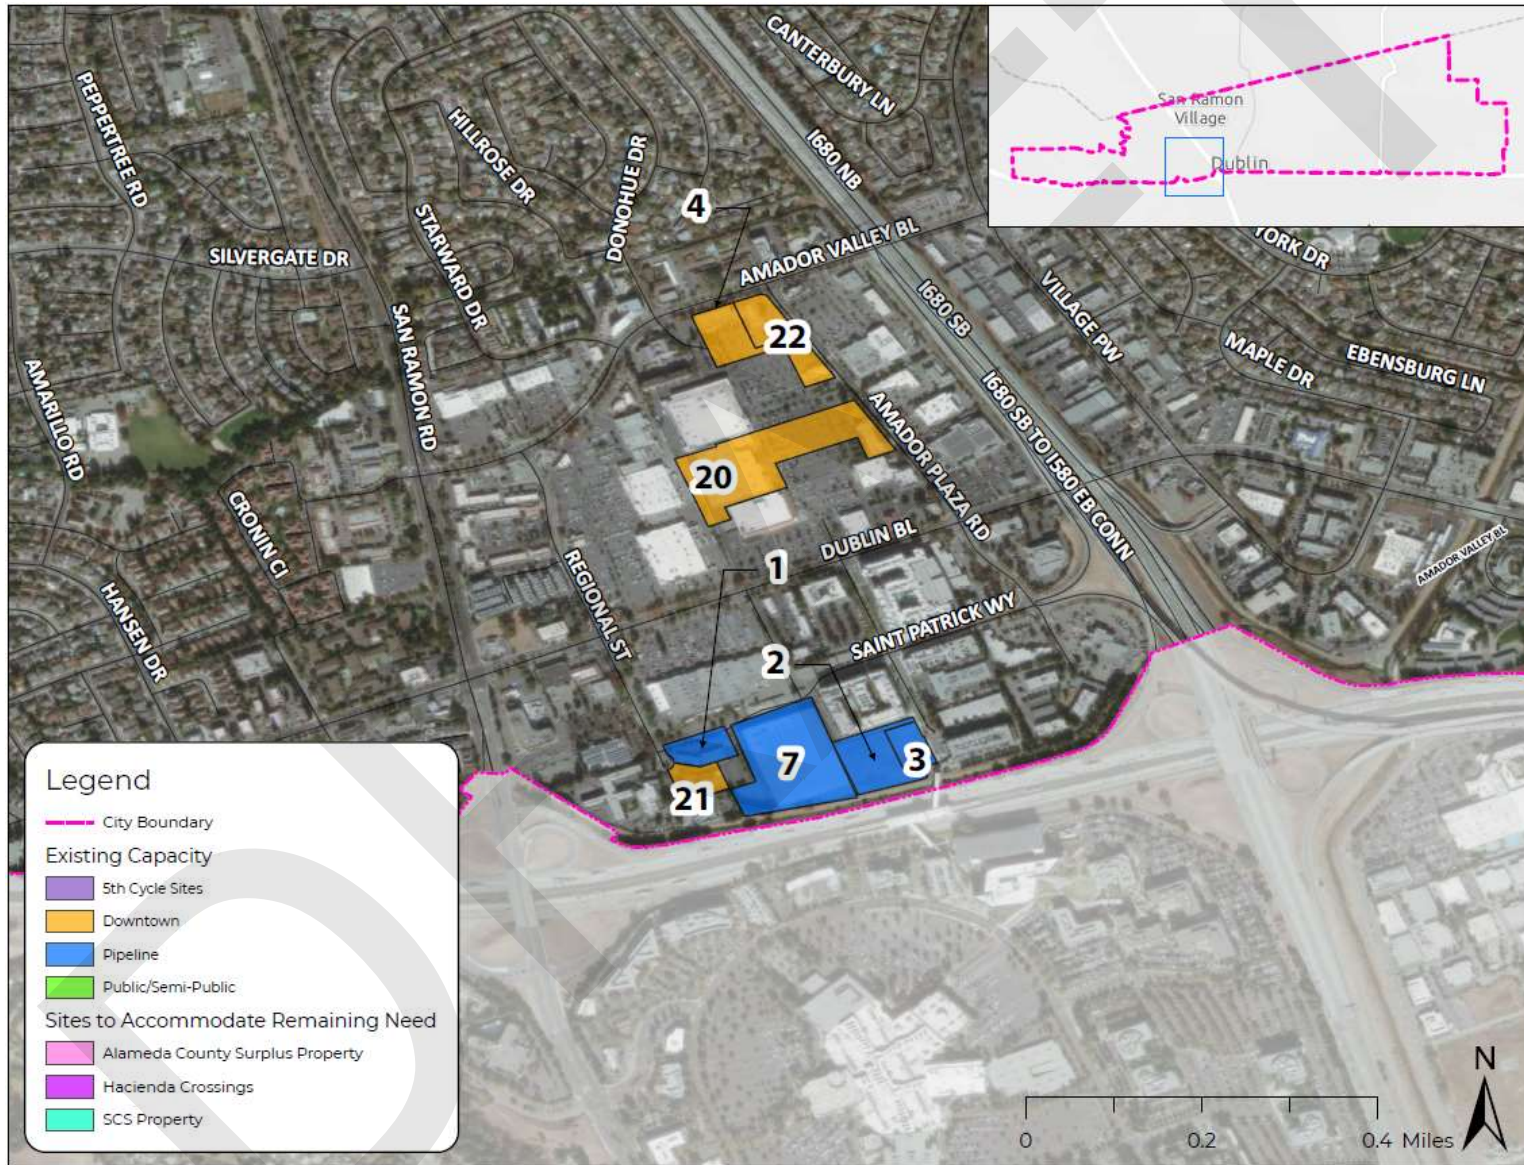 CANTERBURY LN
San Ramon
Village
Dublin
PEPPERTREE RD
HILLROSE DR
DONOHUE DR
I680 NB
4
STARWARD DR
SILVERGATE DR
AMADOR VALLEY BL
YORK DR
I680 SB
VILLAGE PW
22
SAN RAMON RD
MAPLE DR
EBENSBURG LN
AMARILLO RD
I680 SB TO I580 EB CONN
AMADOR PLAZA RD
20
CRONIN CI
DUBLIN BL
AMADOR VALLEY BL
1
REGIONAL ST
HANSEN DR
SAINT PATRICK WY
2
7
3
21
Legend
City Boundary
Existing Capacity
5th Cycle Sites
Downtown
Pipeline
Public/Semi-Public
Sites to Accommodate Remaining Need
Alameda County Surplus Property
Hacienda Crossings
SCS Property
N
0 0.2 0.4 Miles